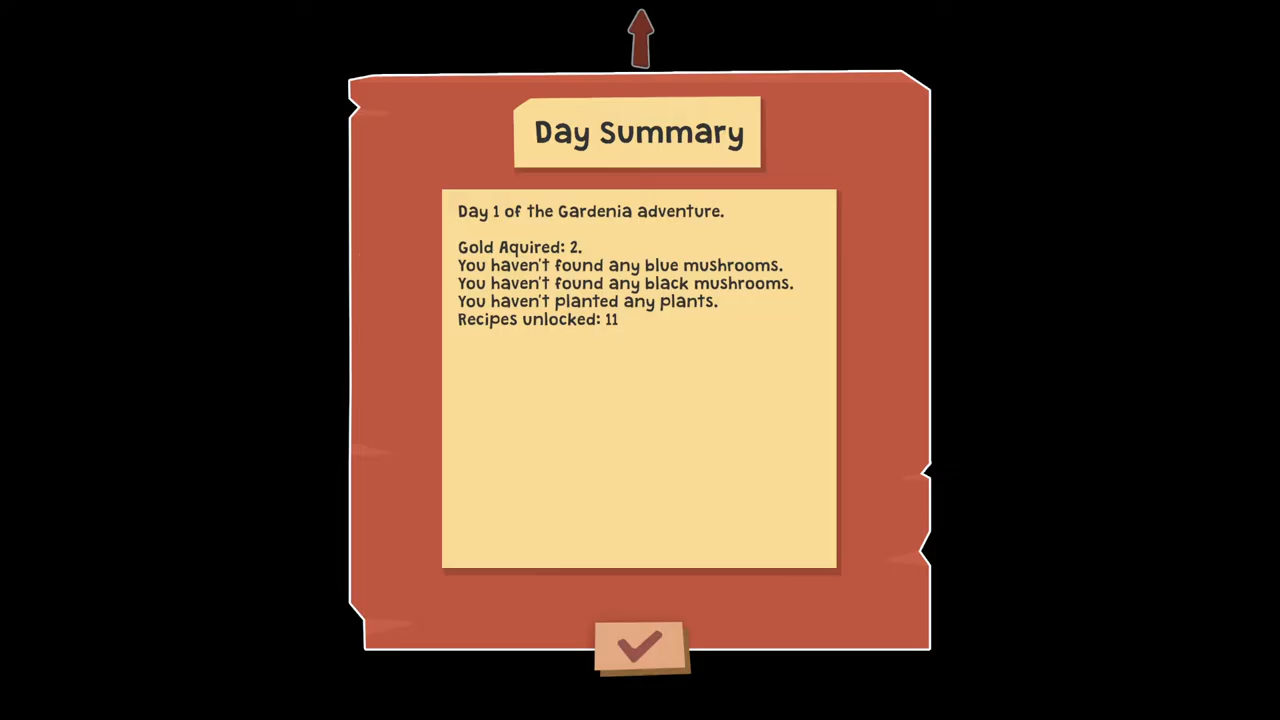 Day Summary
Day 1 of the Gardenia adventure.
Gold Aquired: 2.
You haven't found any blue mushrooms.
You haven't found any black mushrooms.
You haven't planted any plants.
Recipes unlocked: 11